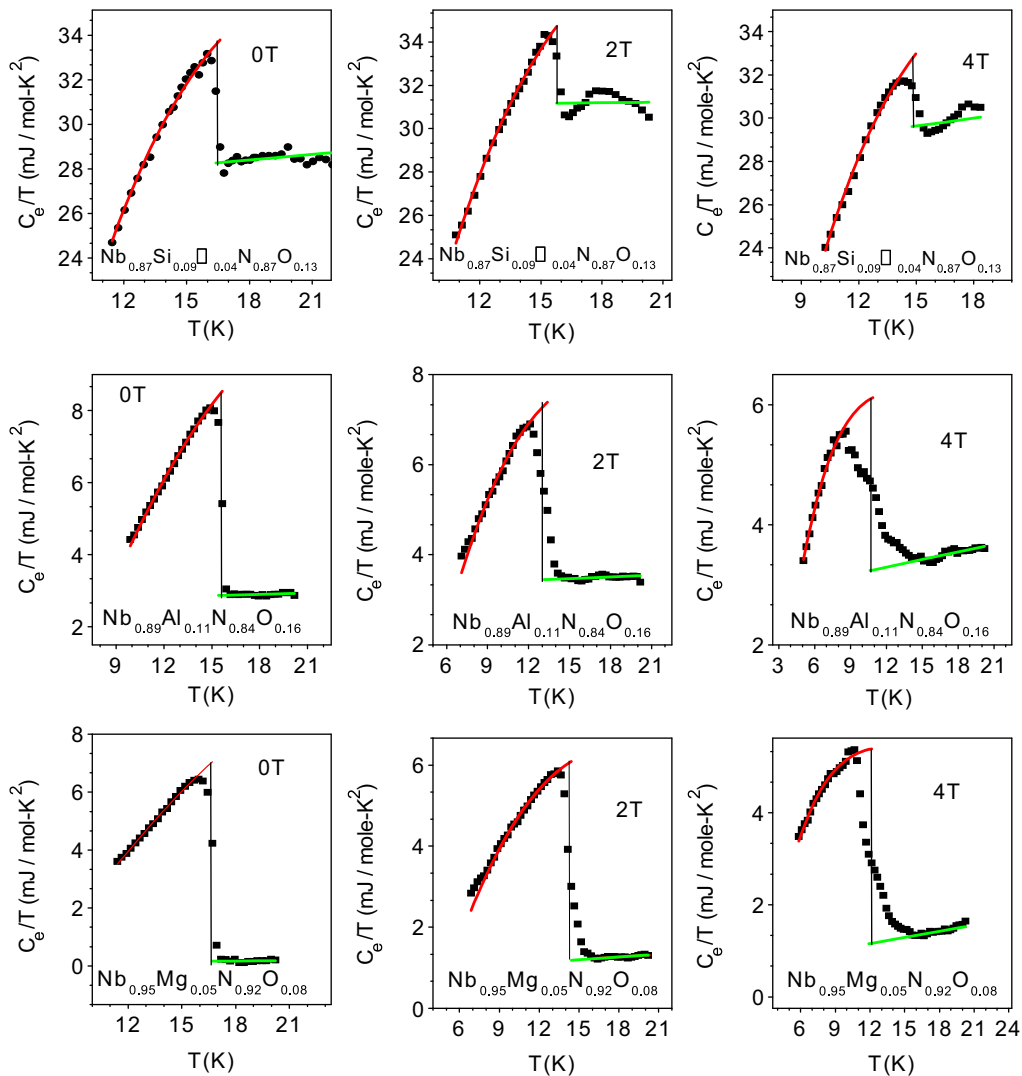 0T
C_e/T (mJ / mol-K^2)
34
32
30
28
26
24
Nb_0.87Si_0.09□_0.04N_0.87O_0.13
12 15 18 21
T(K)
2T
C_e/T (mJ / mol-K^2)
34
32
30
28
26
24
Nb_0.87Si_0.09□_0.04N_0.87O_0.13
12 15 18 21
T(K)
4T
C_e/T (mJ / mole-K^2)
34
32
30
28
26
24
Nb_0.87Si_0.09□_0.04N_0.87O_0.13
9 12 15 18
T(K)
0T
C_e/T (mJ / mol-K^2)
8
6
4
2
Nb_0.89Al_0.11N_0.84O_0.16
9 12 15 18 21
T(K)
2T
C_e/T (mJ / mole-K^2)
8
6
4
2
Nb_0.89Al_0.11N_0.84O_0.16
6 9 12 15 18 21
T(K)
4T
C_e/T (mJ / mole-K^2)
6
4
2
Nb_0.89Al_0.11N_0.84O_0.16
3 6 9 12 15 18 21
T(K)
0T
C_e/T (mJ / mol-K^2)
8
6
4
2
0
Nb_0.95Mg_0.05N_0.92O_0.08
12 15 18 21
T(K)
2T
C_e/T (mJ / mole-K^2)
6
4
2
0
Nb_0.95Mg_0.05N_0.92O_0.08
6 9 12 15 18 21
T(K)
4T
C_e/T (mJ / mole-K^2)
4
2
0
Nb_0.95Mg_0.05N_0.92O_0.08
6 9 12 15 18 21 24
T(K)